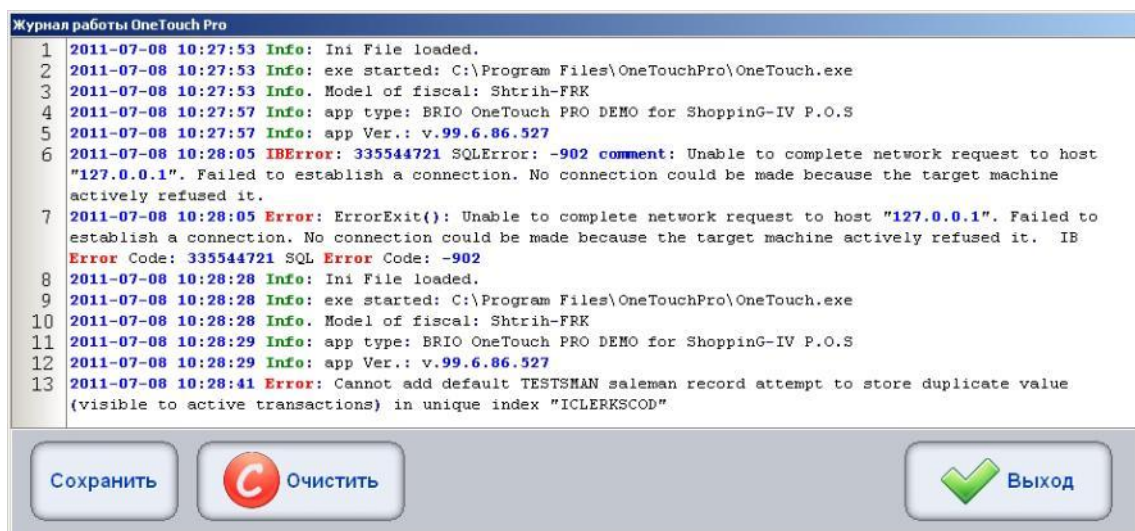 Журнал работы OneTouch Pro
1 2011-07-08 10:27:53 Info: Ini File loaded.
2 2011-07-08 10:27:53 Info: exe started: C:\Program Files\OneTouchPro\OneTouch.exe
3 2011-07-08 10:27:53 Info. Model of fiscal: Shtrih-FRK
4 2011-07-08 10:27:57 Info: app type: BRIO OneTouch PRO DEMO for ShoppinG-IV P.O.S
5 2011-07-08 10:27:57 Info: app Ver.: v.99.6.86.527
6 2011-07-08 10:28:05 IBError: 335544721 SQLError: -902 comment: Unable to complete network request to host
"127.0.0.1". Failed to establish a connection. No connection could be made because the target machine
actively refused it.
7 2011-07-08 10:28:05 Error: ErrorExit(): Unable to complete network request to host "127.0.0.1". Failed to
establish a connection. No connection could be made because the target machine actively refused it. IB
Error Code: 335544721 SQL Error Code: -902
8 2011-07-08 10:28:28 Info: Ini File loaded.
9 2011-07-08 10:28:28 Info: exe started: C:\Program Files\OneTouchPro\OneTouch.exe
10 2011-07-08 10:28:28 Info. Model of fiscal: Shtrih-FRK
11 2011-07-08 10:28:29 Info: app type: BRIO OneTouch PRO DEMO for ShoppinG-IV P.O.S
12 2011-07-08 10:28:29 Info: app Ver.: v.99.6.86.527
13 2011-07-08 10:28:41 Error: Cannot add default TESTSMAN saleman record attempt to store duplicate value
(visible to active transactions) in unique index "ICLERKSCOD"
Сохранить
C Очистить
Выход